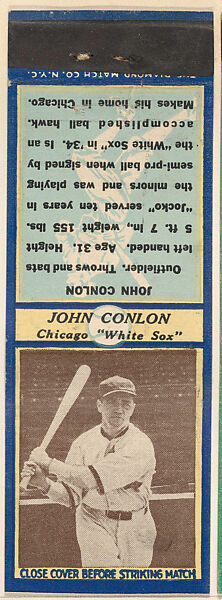 THE DIAMOND MATCH CO. N.Y.C.
JOHN CONLON
Outfielder. Throws and bats
left handed. Age 31. Height
5 ft. 7 in., weight 155 lbs.
"Jocko" served ten years in
the minors and was playing
semi-pro ball when signed by
the "White Sox" in '34. Is an
accomplished ball hawk.
Makes his home in Chicago.
JOHN CONLON
Chicago "White Sox"
CLOSE COVER BEFORE STRIKING MATCH